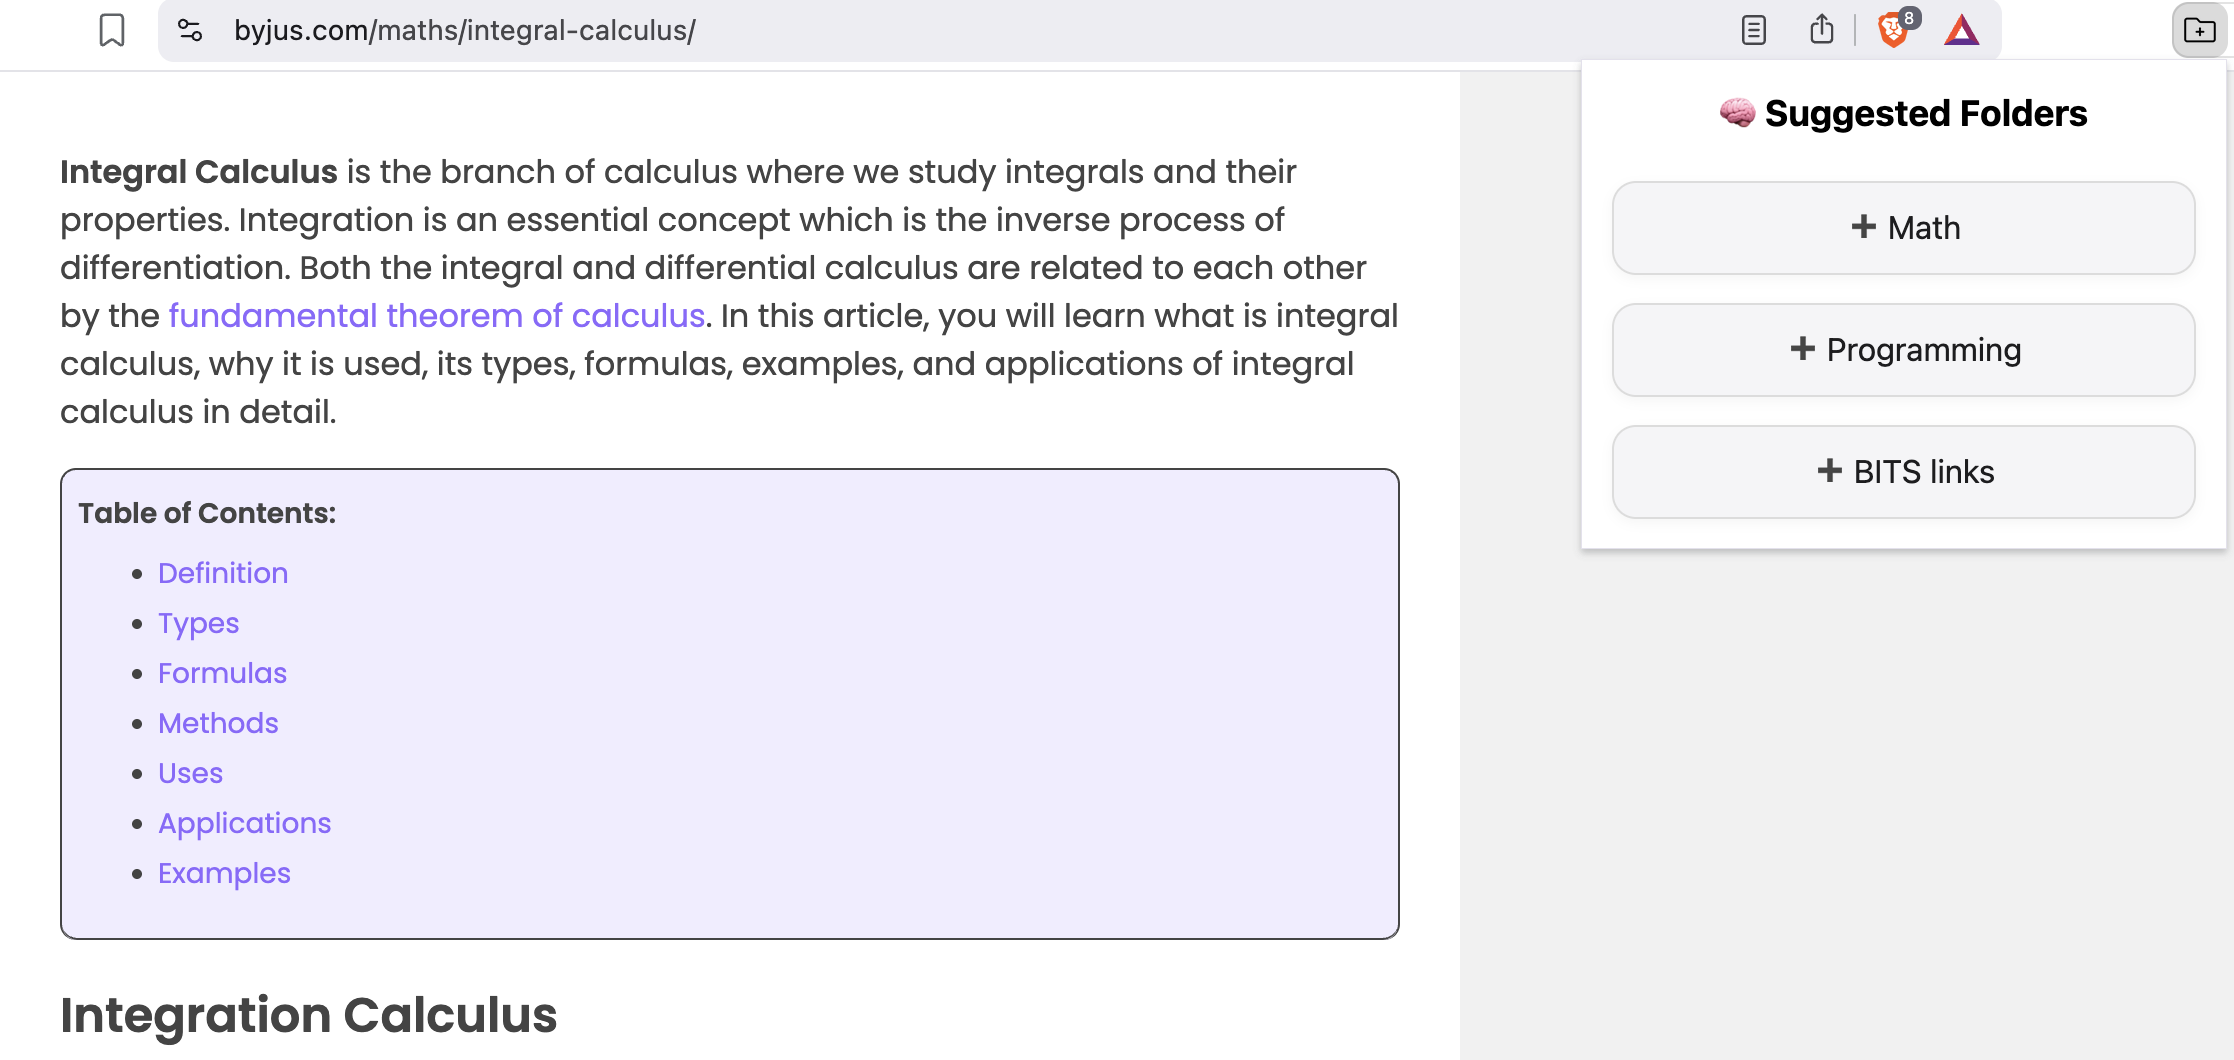 byjus.com/maths/integral-calculus/
8
Suggested Folders
Math
Programming
BITS links
Integral Calculus is the branch of calculus where we study integrals and their
properties. Integration is an essential concept which is the inverse process of
differentiation. Both the integral and differential calculus are related to each other
by the fundamental theorem of calculus. In this article, you will learn what is integral
calculus, why it is used, its types, formulas, examples, and applications of integral
calculus in detail.
Table of Contents:
Definition
Types
Formulas
Methods
Uses
Applications
Examples
Integration Calculus